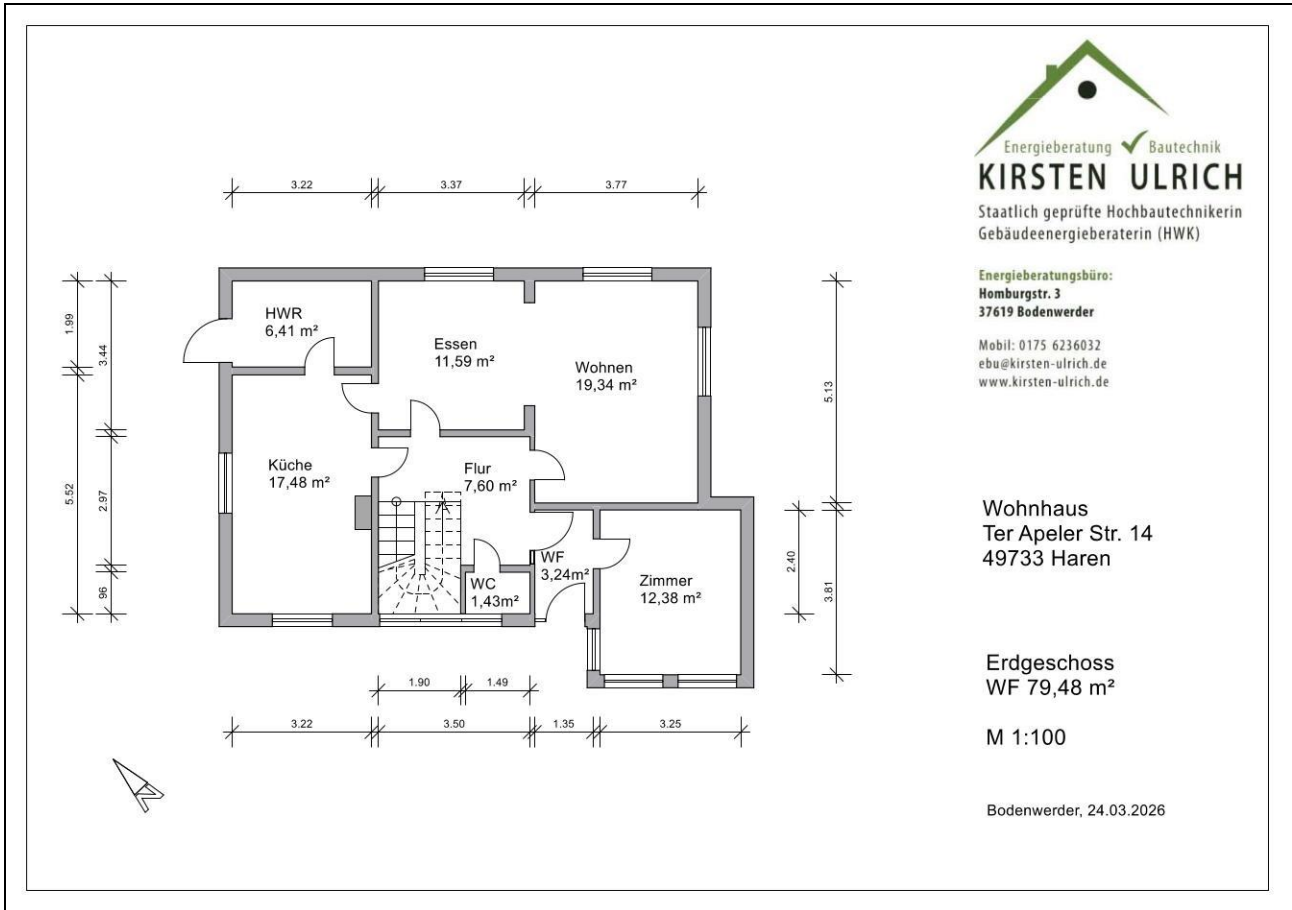 Energieberatung Bautechnik
KIRSTEN ULRICH
Staatlich geprüfte Hochbautechnikerin
Gebäudeenergieberaterin (HWK)
Energieberatungsbüro:
Homburgstr. 3
37619 Bodenwerder
Mobil: 0175 6236032
ebu@kirsten-ulrich.de
www.kirsten-ulrich.de
3.22
3.37
3.77
1.99
3.44
5.52
2.97
96
HWR
6,41 m²
Essen
11,59 m²
Wohnen
19,34 m²
5.13
Küche
17,48 m²
Flur
7,60 m²
WC
1,43m²
WF
3,24m²
Zimmer
12,38 m²
2.40
3.81
1.90
1.49
3.22
3.50
1.35
3.25
Wohnhaus
Ter Apeler Str. 14
49733 Haren
Erdgeschoss
WF 79,48 m²
M 1:100
Bodenwerder, 24.03.2026
N